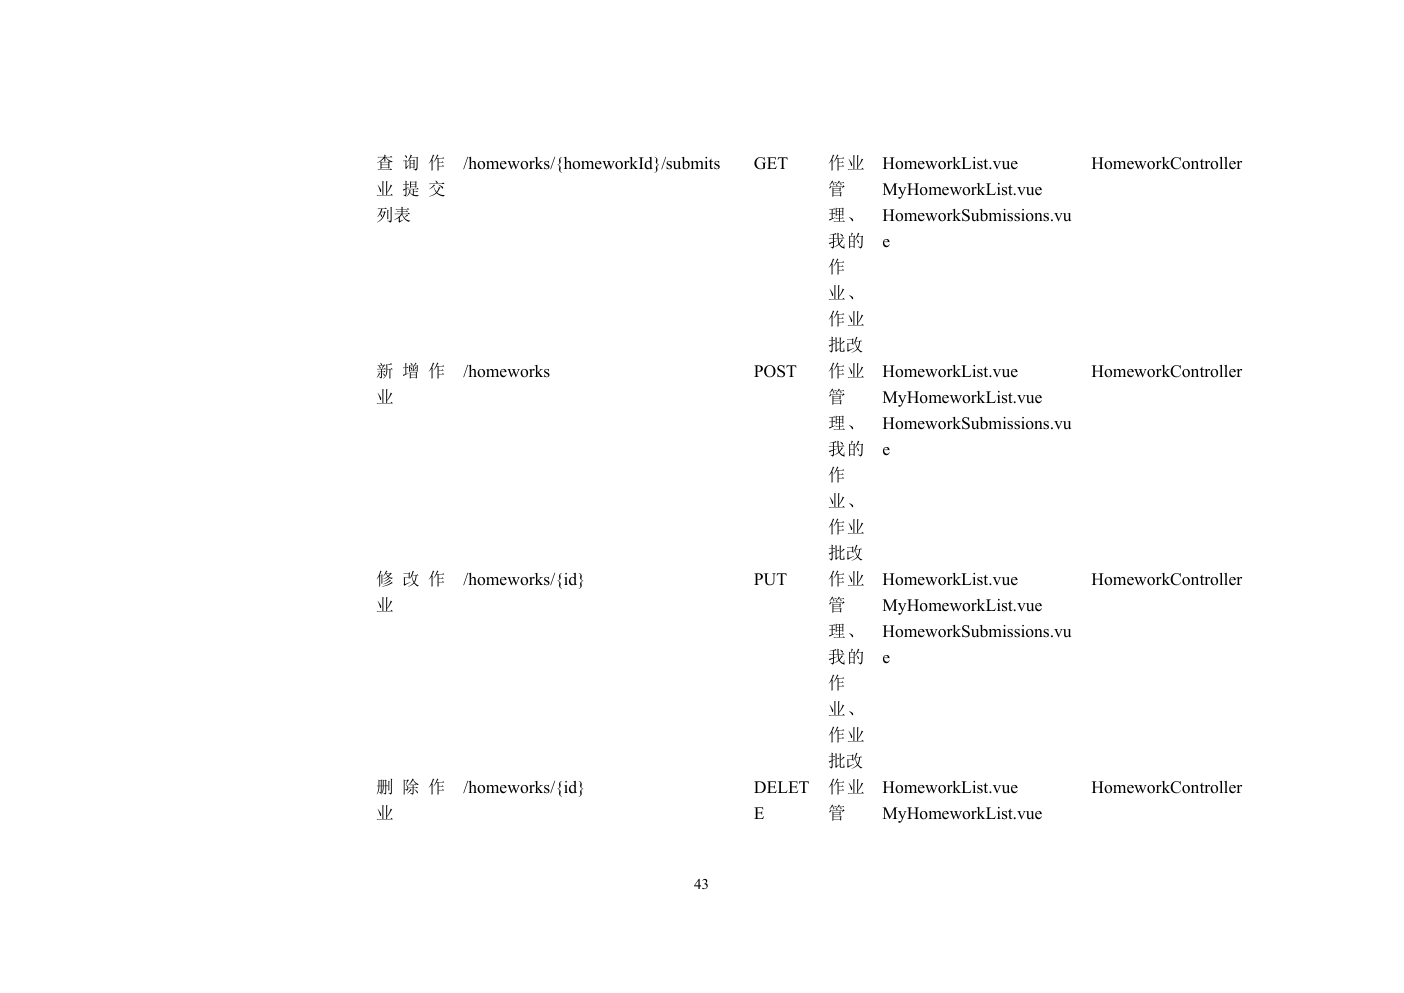 查询作 /homeworks/{homeworkId}/submits GET 作业 HomeworkList.vue HomeworkController
业提交 管 MyHomeworkList.vue
列表 理、 HomeworkSubmissions.vu
我的 e
作
业、
作业
批改
新增作 /homeworks POST 作业 HomeworkList.vue HomeworkController
业 管 MyHomeworkList.vue
理、 HomeworkSubmissions.vu
我的 e
作
业、
作业
批改
修改作 /homeworks/{id} PUT 作业 HomeworkList.vue HomeworkController
业 管 MyHomeworkList.vue
理、 HomeworkSubmissions.vu
我的 e
作
业、
作业
批改
删除作 /homeworks/{id} DELET 作业 HomeworkList.vue HomeworkController
业 E 管 MyHomeworkList.vue
43